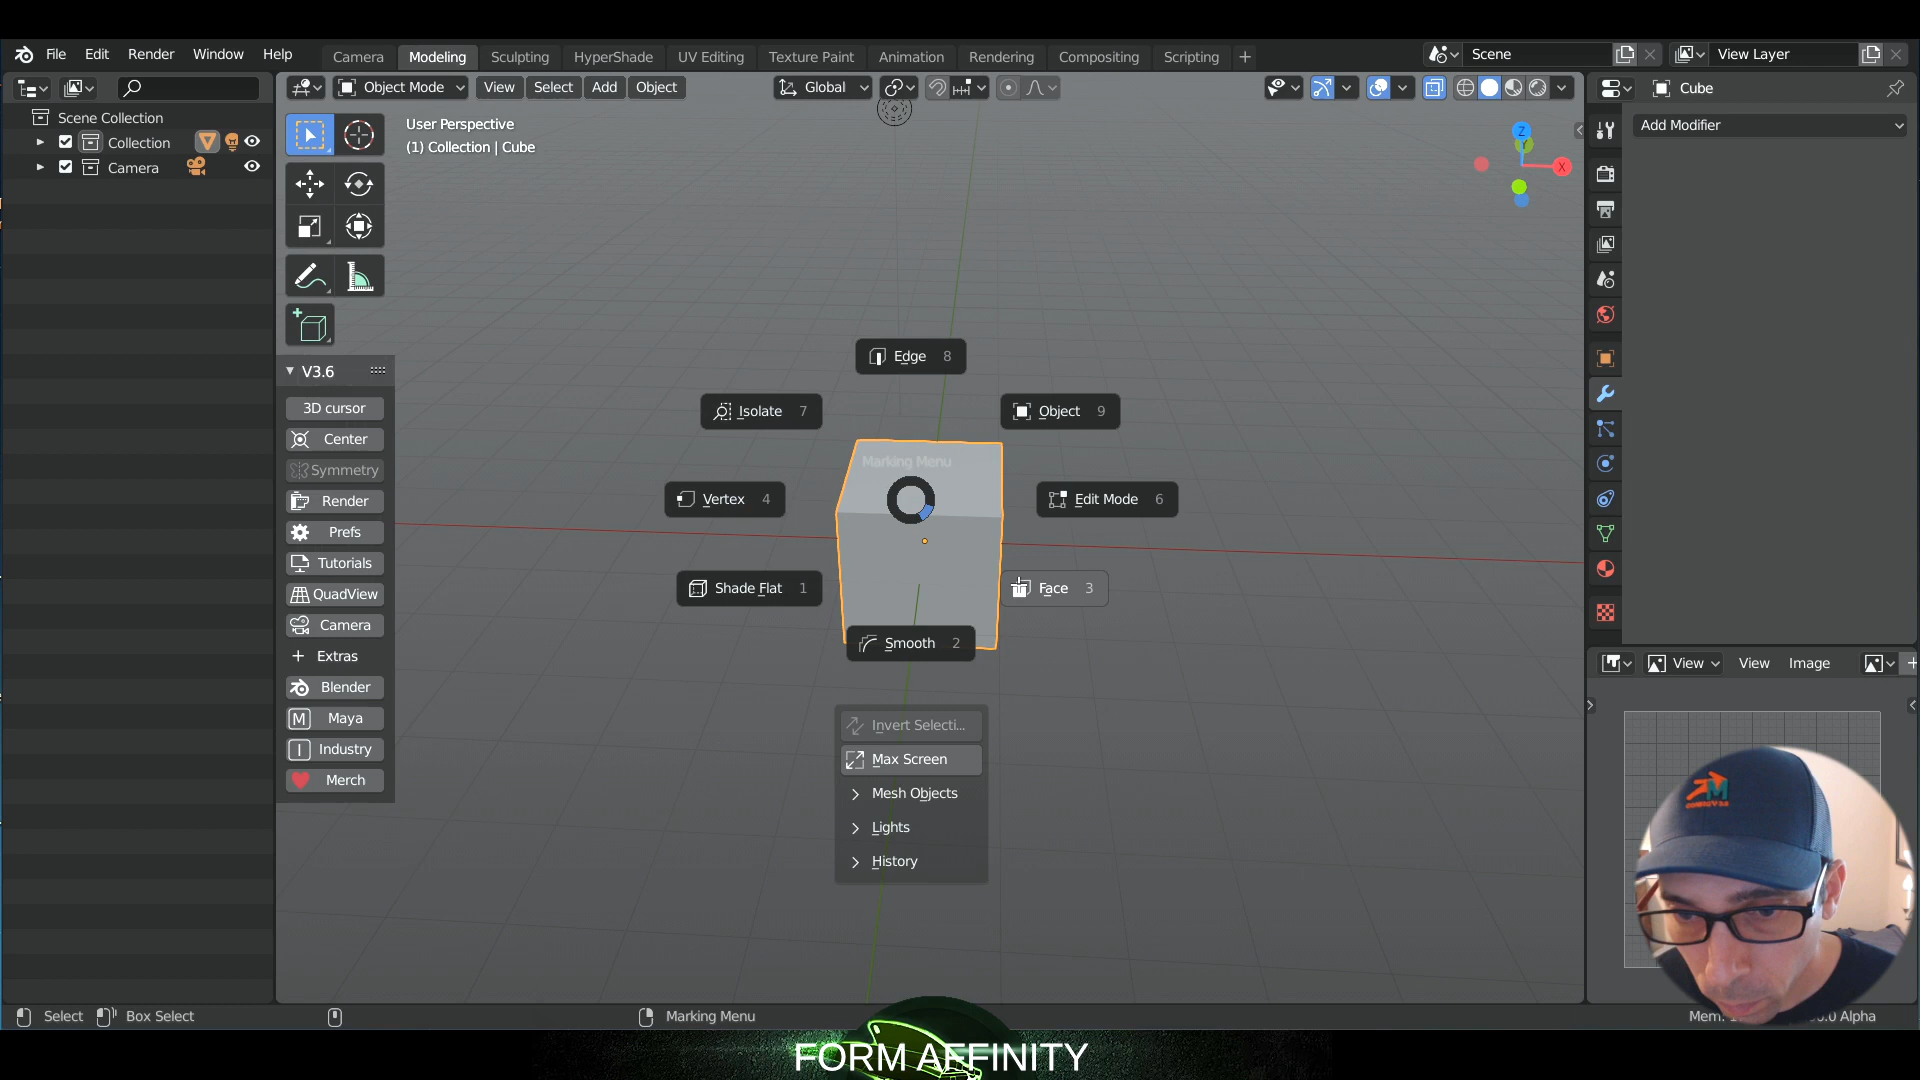 File Edit Render Window Help Camera Modeling Sculpting HyperShade UV Editing Texture Paint Animation Rendering Compositing Scripting + Scene View Layer
Object Mode View Select Add Object Global Cube
Scene Collection
Collection
Camera
User Perspective
(1) Collection | Cube
Z
X
Add Modifier
V3.6
3D cursor
Center
Symmetry
Render
Prefs
Tutorials
QuadView
Camera
+ Extras
Blender
M Maya
I Industry
Merch
Edge 8
Isolate 7
Object 9
Marking Menu
Vertex 4
Edit Mode 6
Shade Flat 1
Face 3
Smooth 2
Invert Selecti...
Max Screen
Mesh Objects
Lights
History
View View Image
Select Box Select Marking Menu
Alpha
FORM AFFINITY